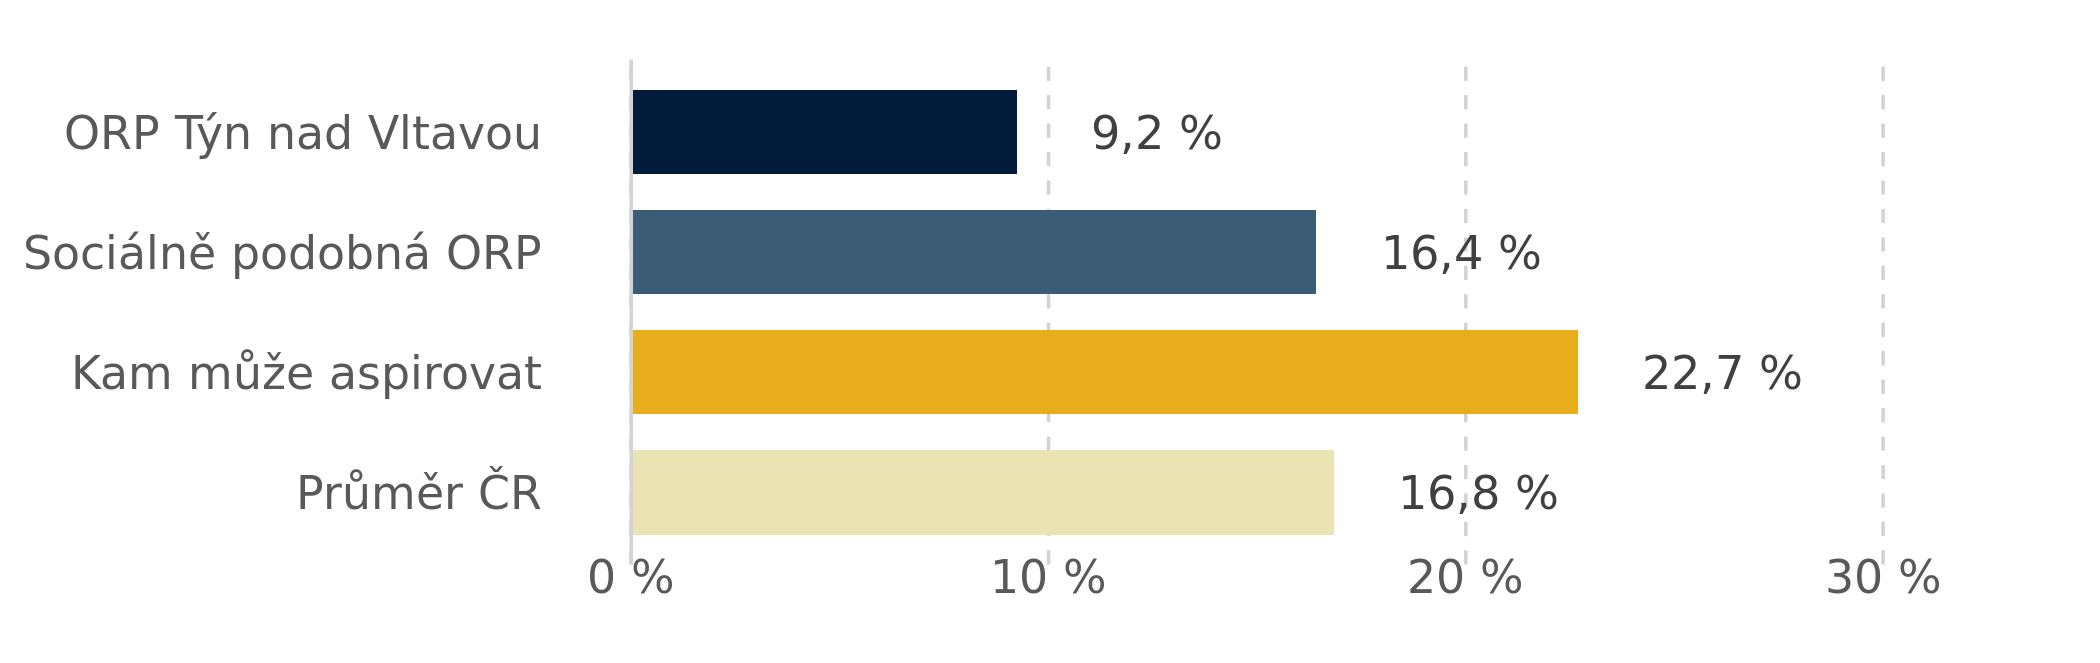 ORP Týn nad Vltavou 9,2 %
Sociálně podobná ORP 16,4 %
Kam může aspirovat 22,7 %
Průměr ČR 16,8 %
0 % 10 % 20 % 30 %